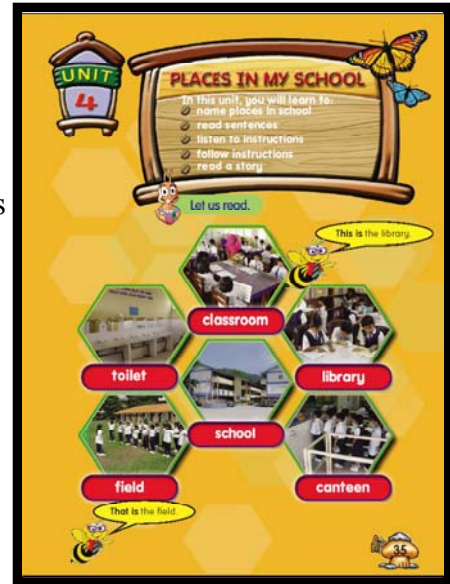 s
UNIT
4
PLACES IN MY SCHOOL
In this unit, you will learn to:
name places in school
read sentences
listen to instructions
follow instructions
read a story
Let us read.
This is the library.
classroom
toilet
library
school
field
canteen
That is the field.
35